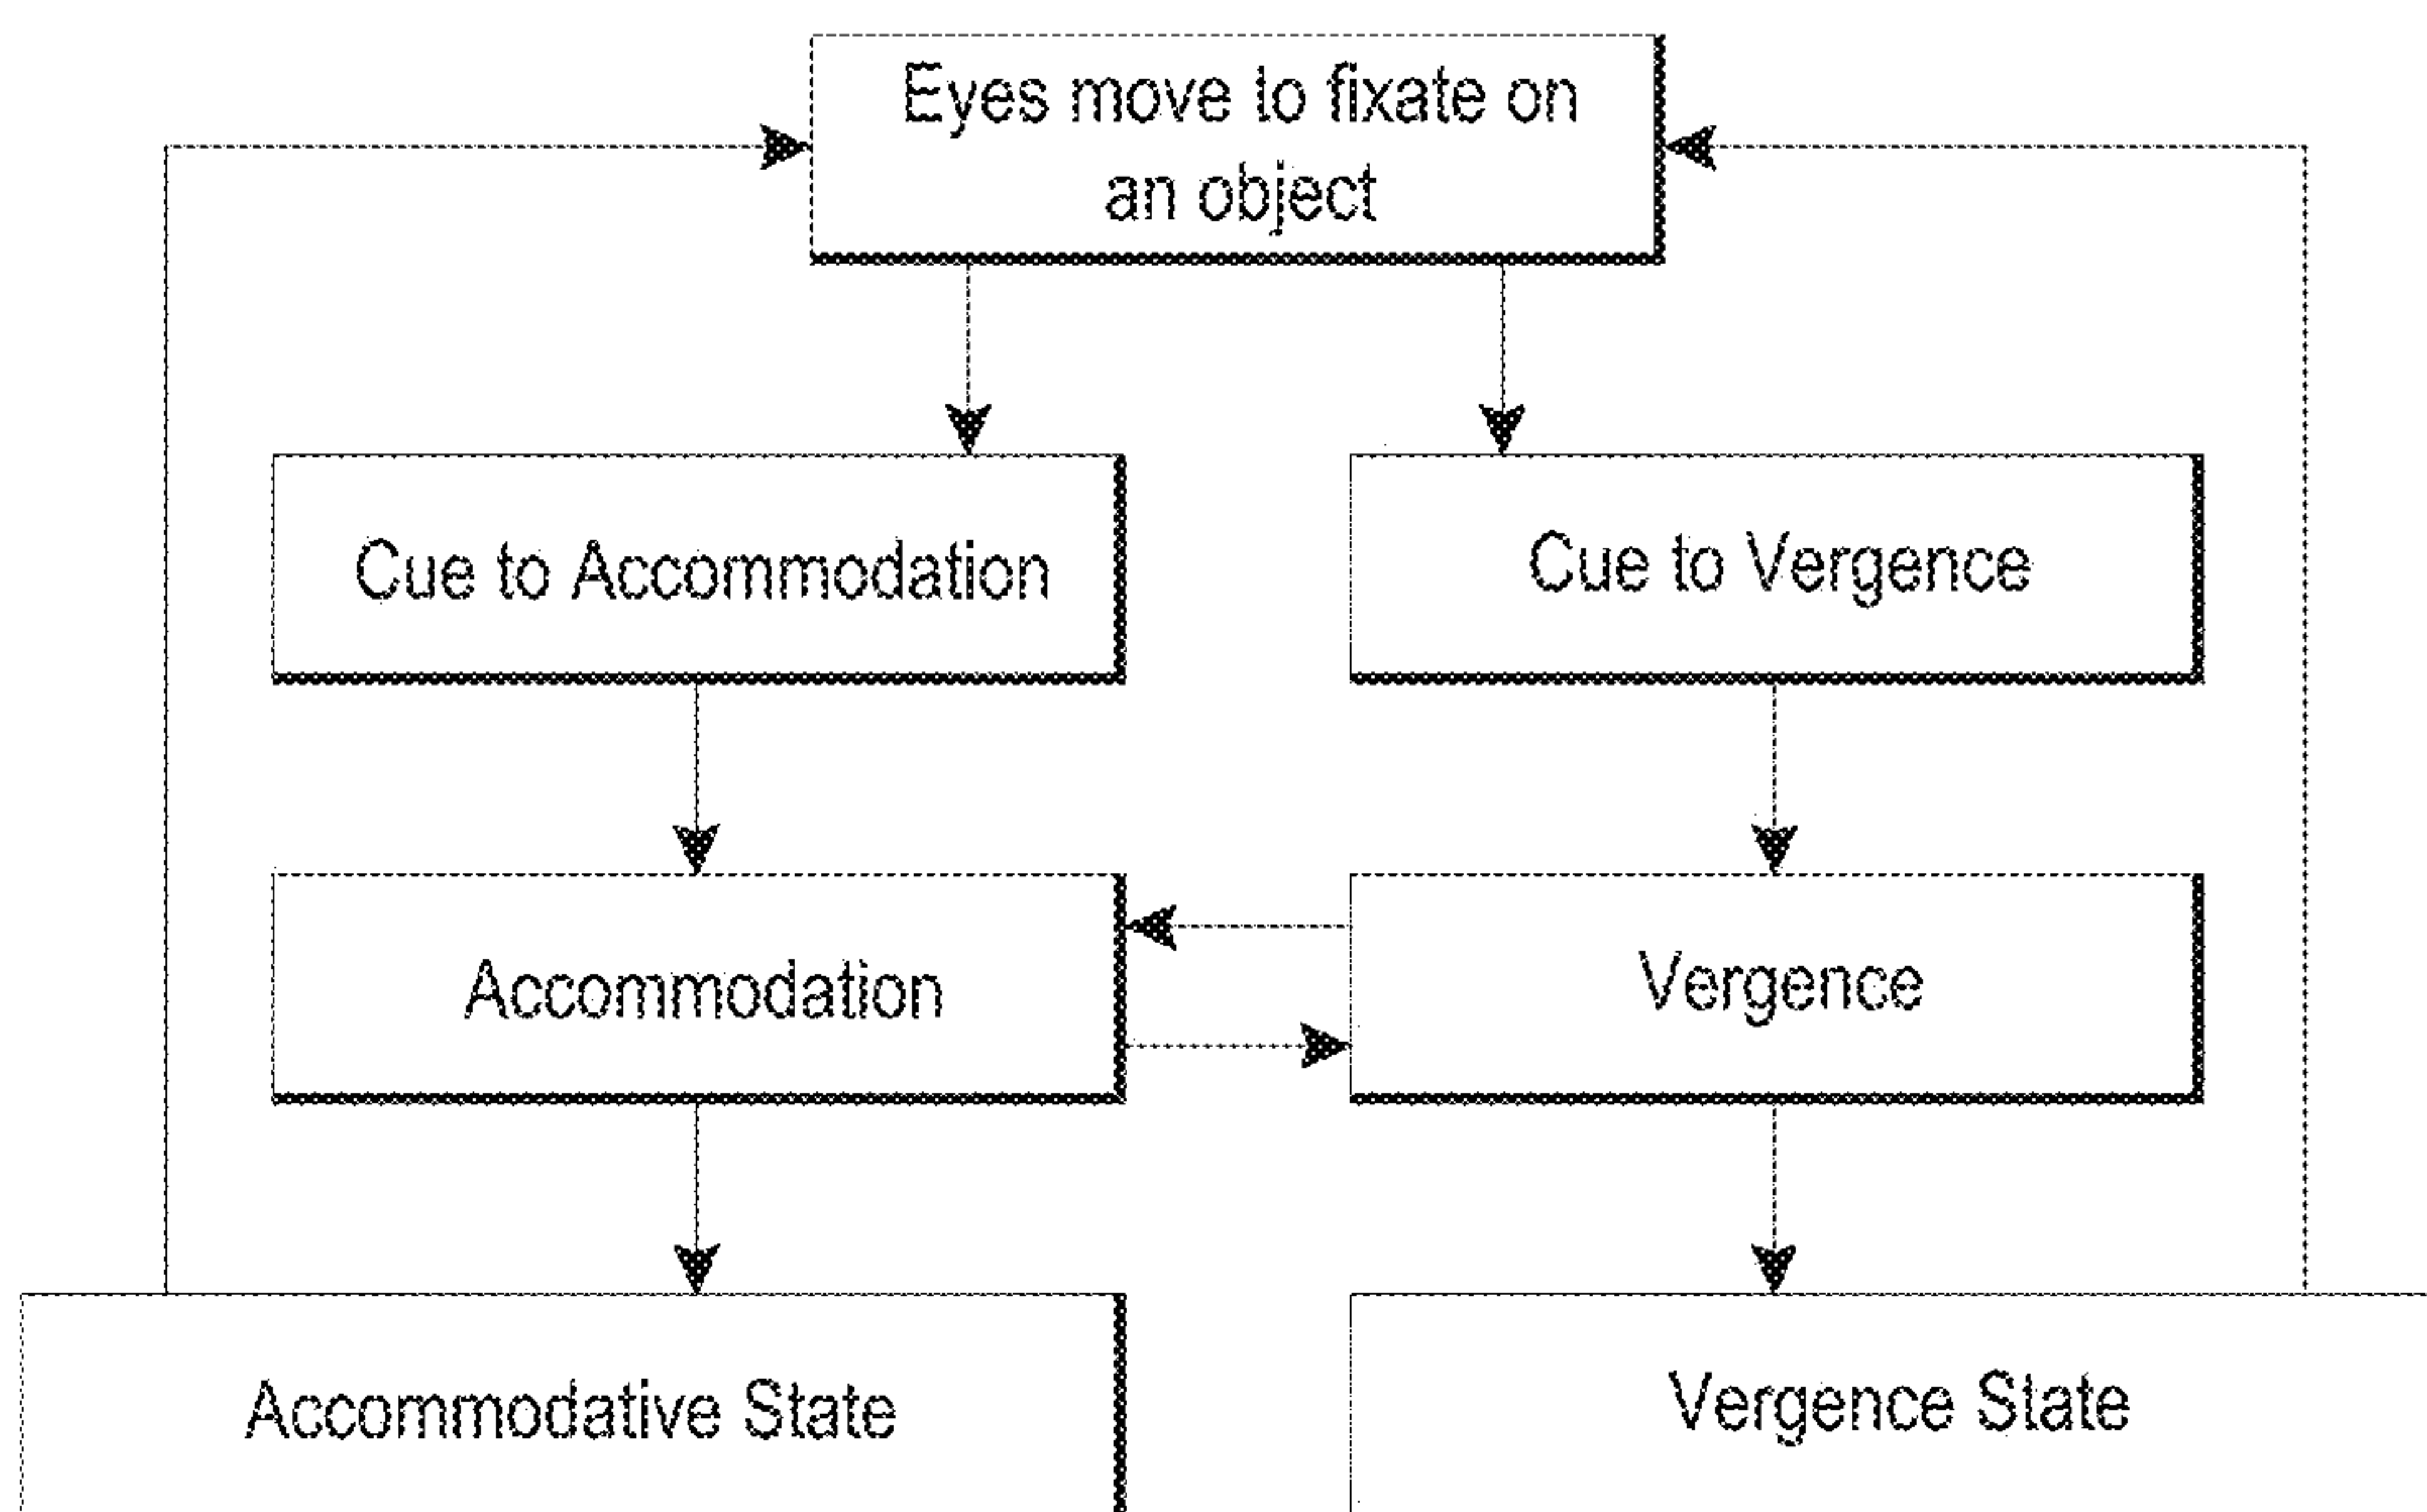 Eyes move to fixate on
an object
Cue to Accommodation
Cue to Vergence
Accommodation
Vergence
Accommodative State
Vergence State